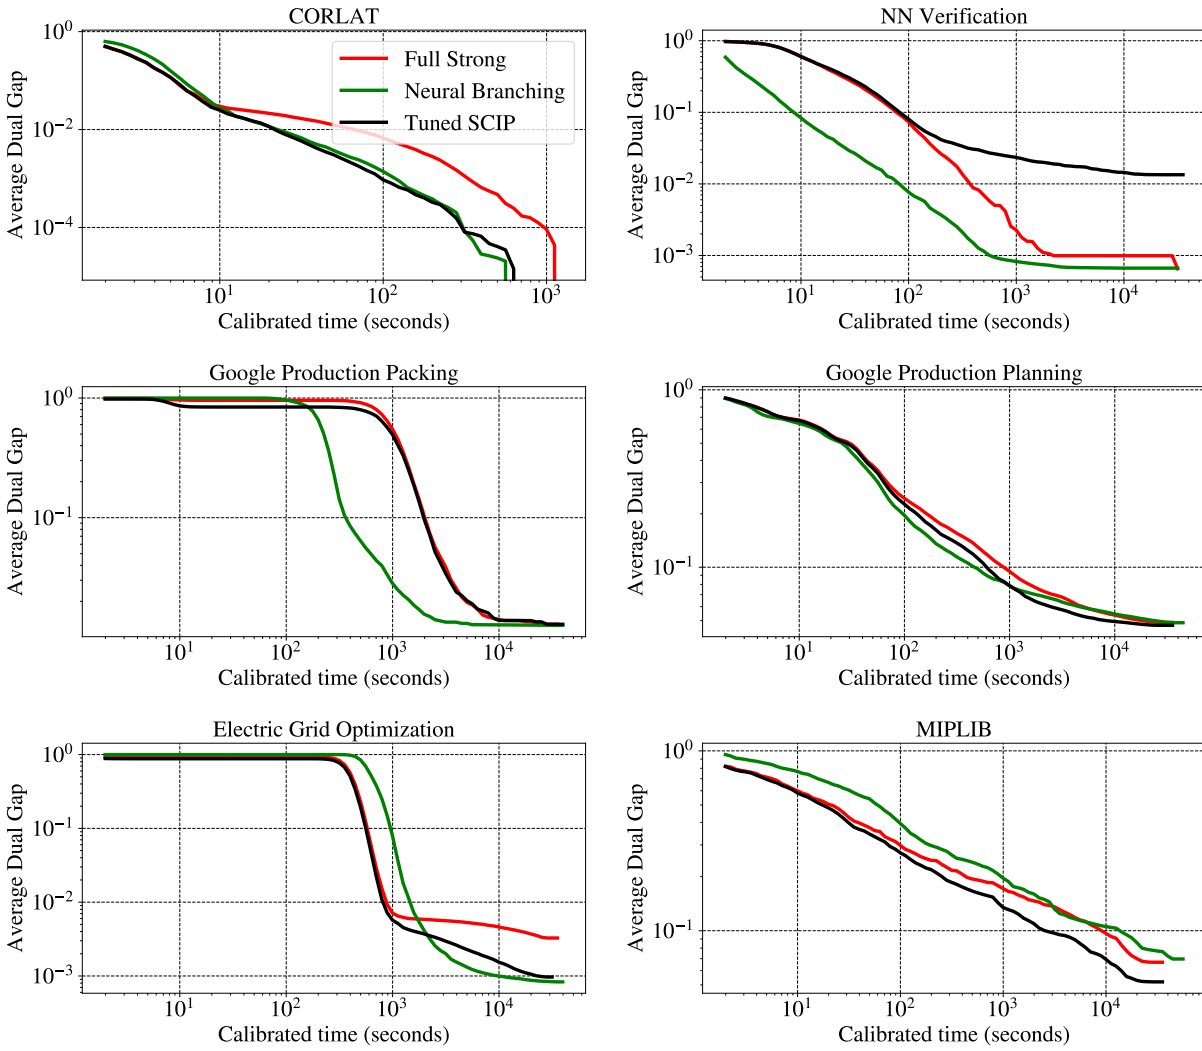 CORLAT
Average Dual Gap
10^0
10^-2
10^-4
Full Strong
Neural Branching
Tuned SCIP
10^1
10^2
10^3
Calibrated time (seconds)
NN Verification
Average Dual Gap
10^0
10^-1
10^-2
10^-3
10^1
10^2
10^3
10^4
Calibrated time (seconds)
Google Production Packing
Average Dual Gap
10^0
10^-1
10^1
10^2
10^3
10^4
Calibrated time (seconds)
Google Production Planning
Average Dual Gap
10^0
10^-1
10^1
10^2
10^3
10^4
Calibrated time (seconds)
Electric Grid Optimization
Average Dual Gap
10^0
10^-1
10^-2
10^-3
10^1
10^2
10^3
10^4
Calibrated time (seconds)
MIPLIB
Average Dual Gap
10^0
10^-1
10^1
10^2
10^3
10^4
Calibrated time (seconds)